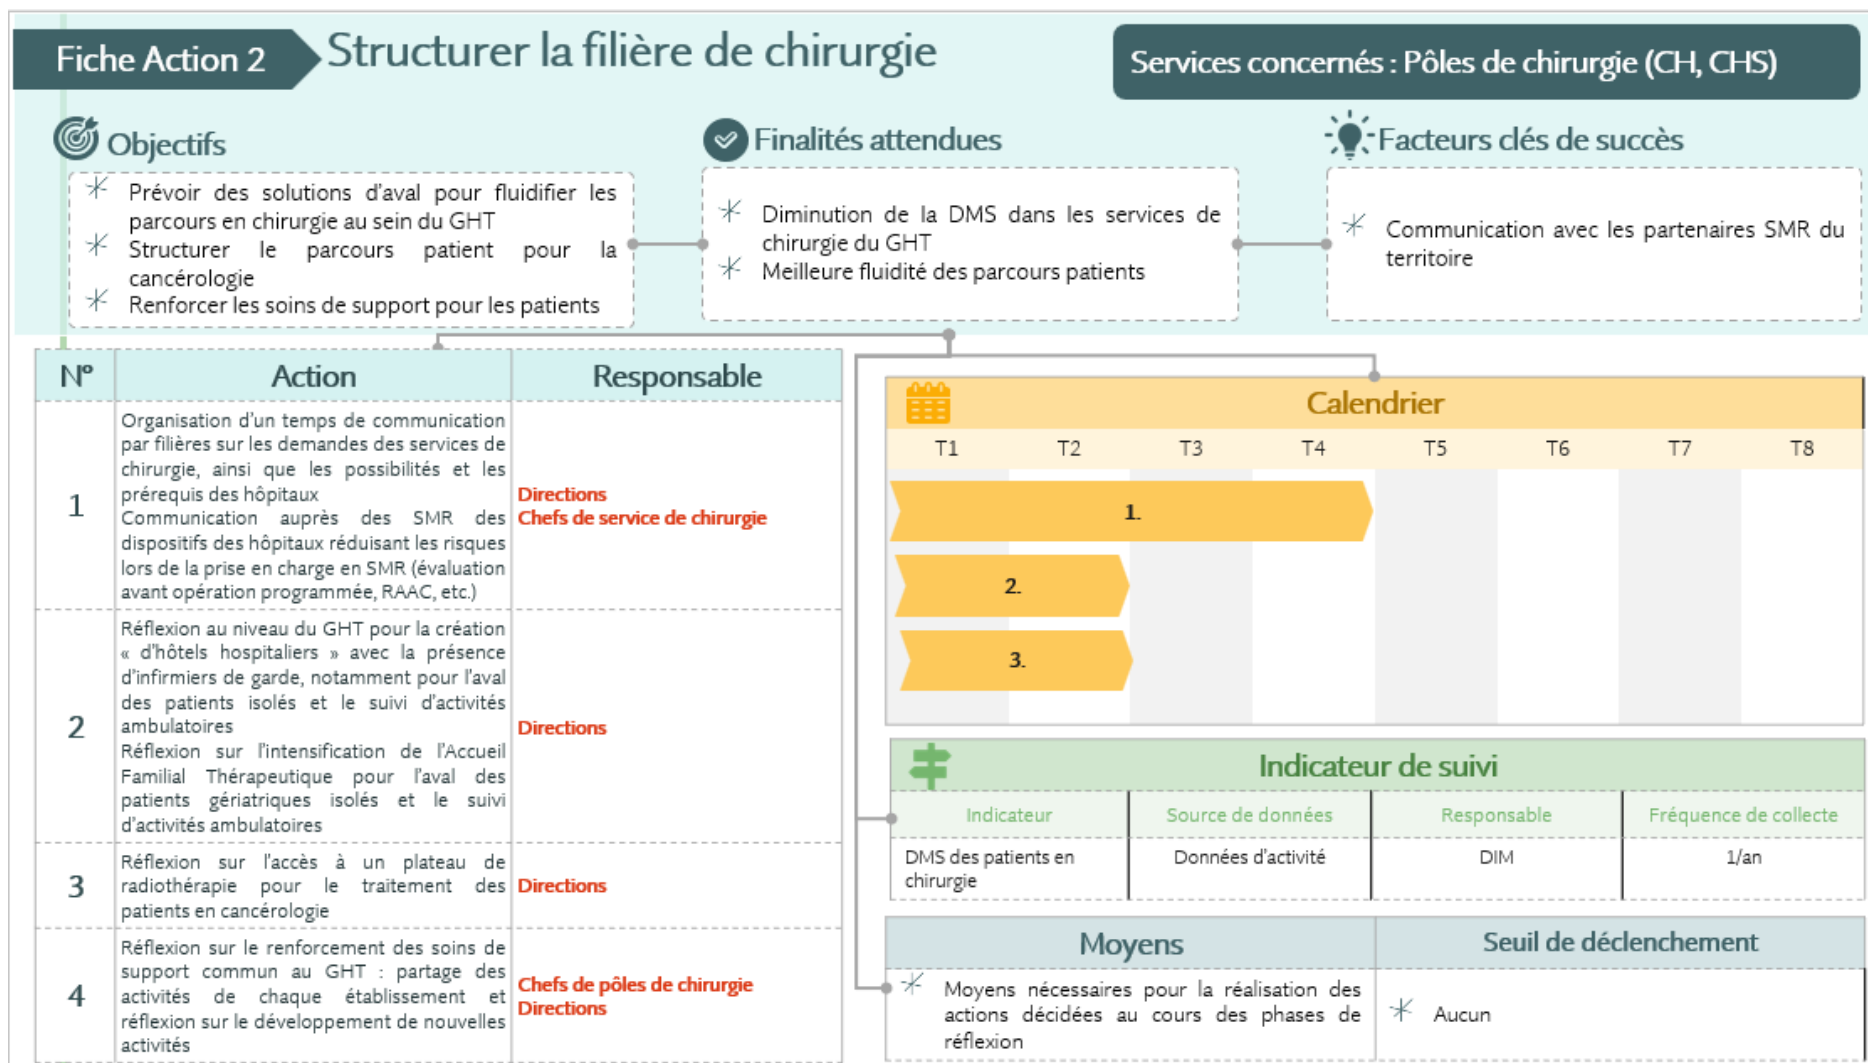 Fiche Action 2
Structurer la filière de chirurgie
Services concernés : Pôles de chirurgie (CH, CHS)
Objectifs
Prévoir des solutions d'aval pour fluidifier les
parcours en chirurgie au sein du GHT
Structurer le parcours patient pour la
cancérologie
Renforcer les soins de support pour les patients
Finalités attendues
Diminution de la DMS dans les services de
chirurgie du GHT
Meilleure fluidité des parcours patients
Facteurs clés de succès
Communication avec les partenaires SMR du
territoire
N° Action Responsable
1
Organisation d'un temps de communication
par filières sur les demandes des services de
chirurgie, ainsi que les possibilités et les
prérequis des hôpitaux
Communication auprès des SMR des
dispositifs des hôpitaux réduisant les risques
lors de la prise en charge en SMR (évaluation
avant opération programmée, RAAC, etc.)
Directions
Chefs de service de chirurgie
2
Réflexion au niveau du GHT pour la création
« d'hôtels hospitaliers » avec la présence
d'infirmiers de garde, notamment pour l'aval
des patients isolés et le suivi d'activités
ambulatoires
Réflexion sur l'intensification de l'Accueil
Familial Thérapeutique pour l'aval des
patients gériatriques isolés et le suivi
d'activités ambulatoires
Directions
3
Réflexion sur l'accès à un plateau de
radiothérapie pour le traitement des
patients en cancérologie
Directions
4
Réflexion sur le renforcement des soins de
support commun au GHT : partage des
activités de chaque établissement et
réflexion sur le développement de nouvelles
activités
Chefs de pôles de chirurgie
Directions
Calendrier
T1 T2 T3 T4 T5 T6 T7 T8
1.
2.
3.
Indicateur de suivi
Indicateur Source de données Responsable Fréquence de collecte
DMS des patients en
chirurgie
Données d'activité
DIM
1/an
Moyens
Moyens nécessaires pour la réalisation des
actions décidées au cours des phases de
réflexion
Seuil de déclenchement
Aucun